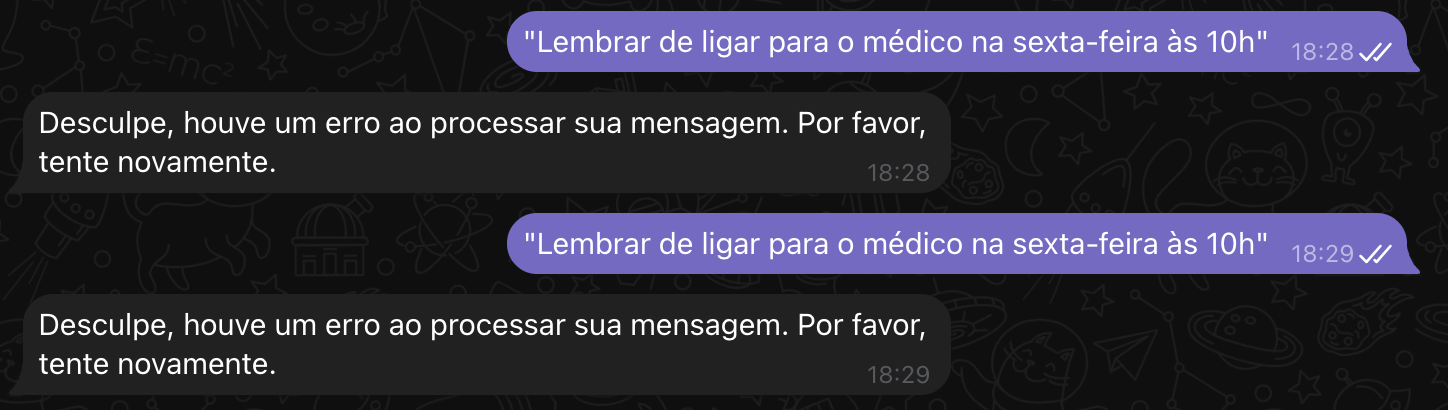 "Lembrar de ligar para o médico na sexta-feira às 10h" 18:28
Desculpe, houve um erro ao processar sua mensagem. Por favor,
tente novamente. 18:28
"Lembrar de ligar para o médico na sexta-feira às 10h" 18:29
Desculpe, houve um erro ao processar sua mensagem. Por favor,
tente novamente. 18:29
E=mc²